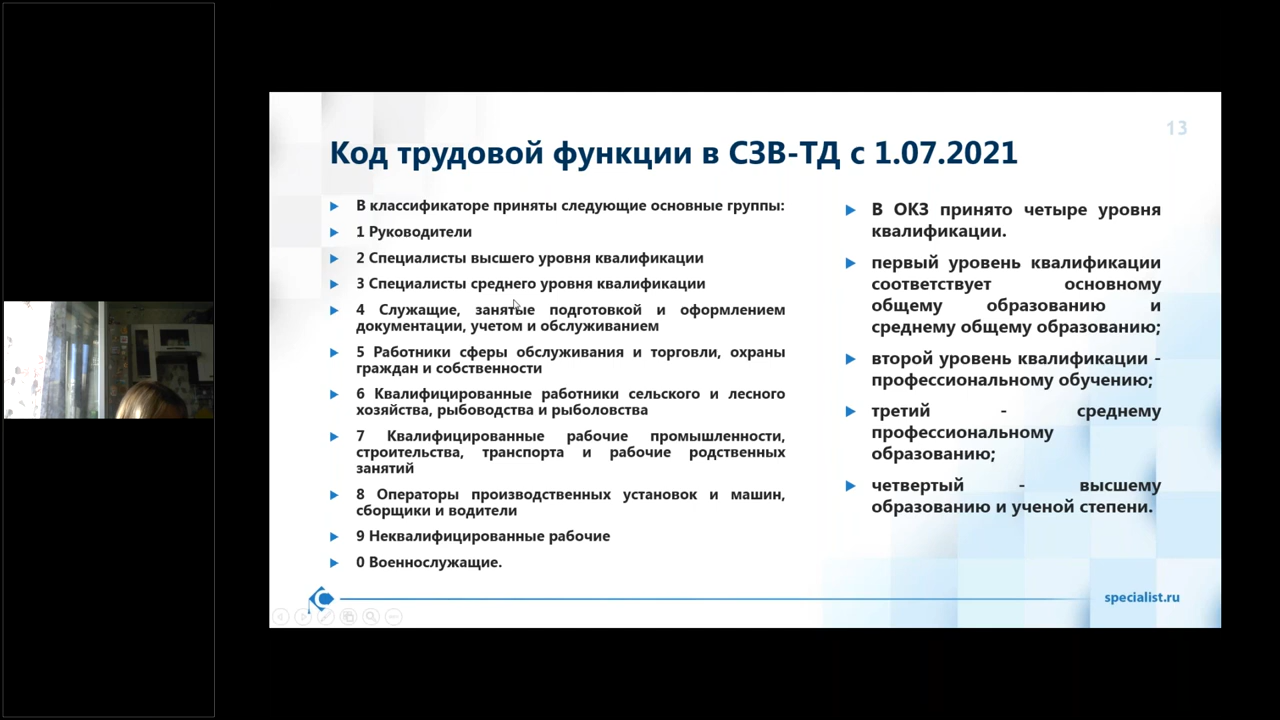 13
Код трудовой функции в СЗВ-ТД с 1.07.2021
В классификаторе приняты следующие основные группы:
1 Руководители
2 Специалисты высшего уровня квалификации
3 Специалисты среднего уровня квалификации
4 Служащие, занятые подготовкой и оформлением
документации, учетом и обслуживанием
5 Работники сферы обслуживания и торговли, охраны
граждан и собственности
6 Квалифицированные работники сельского и лесного
хозяйства, рыбоводства и рыболовства
7 Квалифицированные рабочие промышленности,
строительства, транспорта и рабочие родственных
занятий
8 Операторы производственных установок и машин,
сборщики и водители
9 Неквалифицированные рабочие
0 Военнослужащие.
В ОКЗ принято четыре уровня
квалификации.
первый уровень квалификации
соответствует основному
общему образованию и
среднему общему образованию;
второй уровень квалификации -
профессиональному обучению;
третий - среднему
профессиональному
образованию;
четвертый - высшему
образованию и ученой степени.
specialist.ru